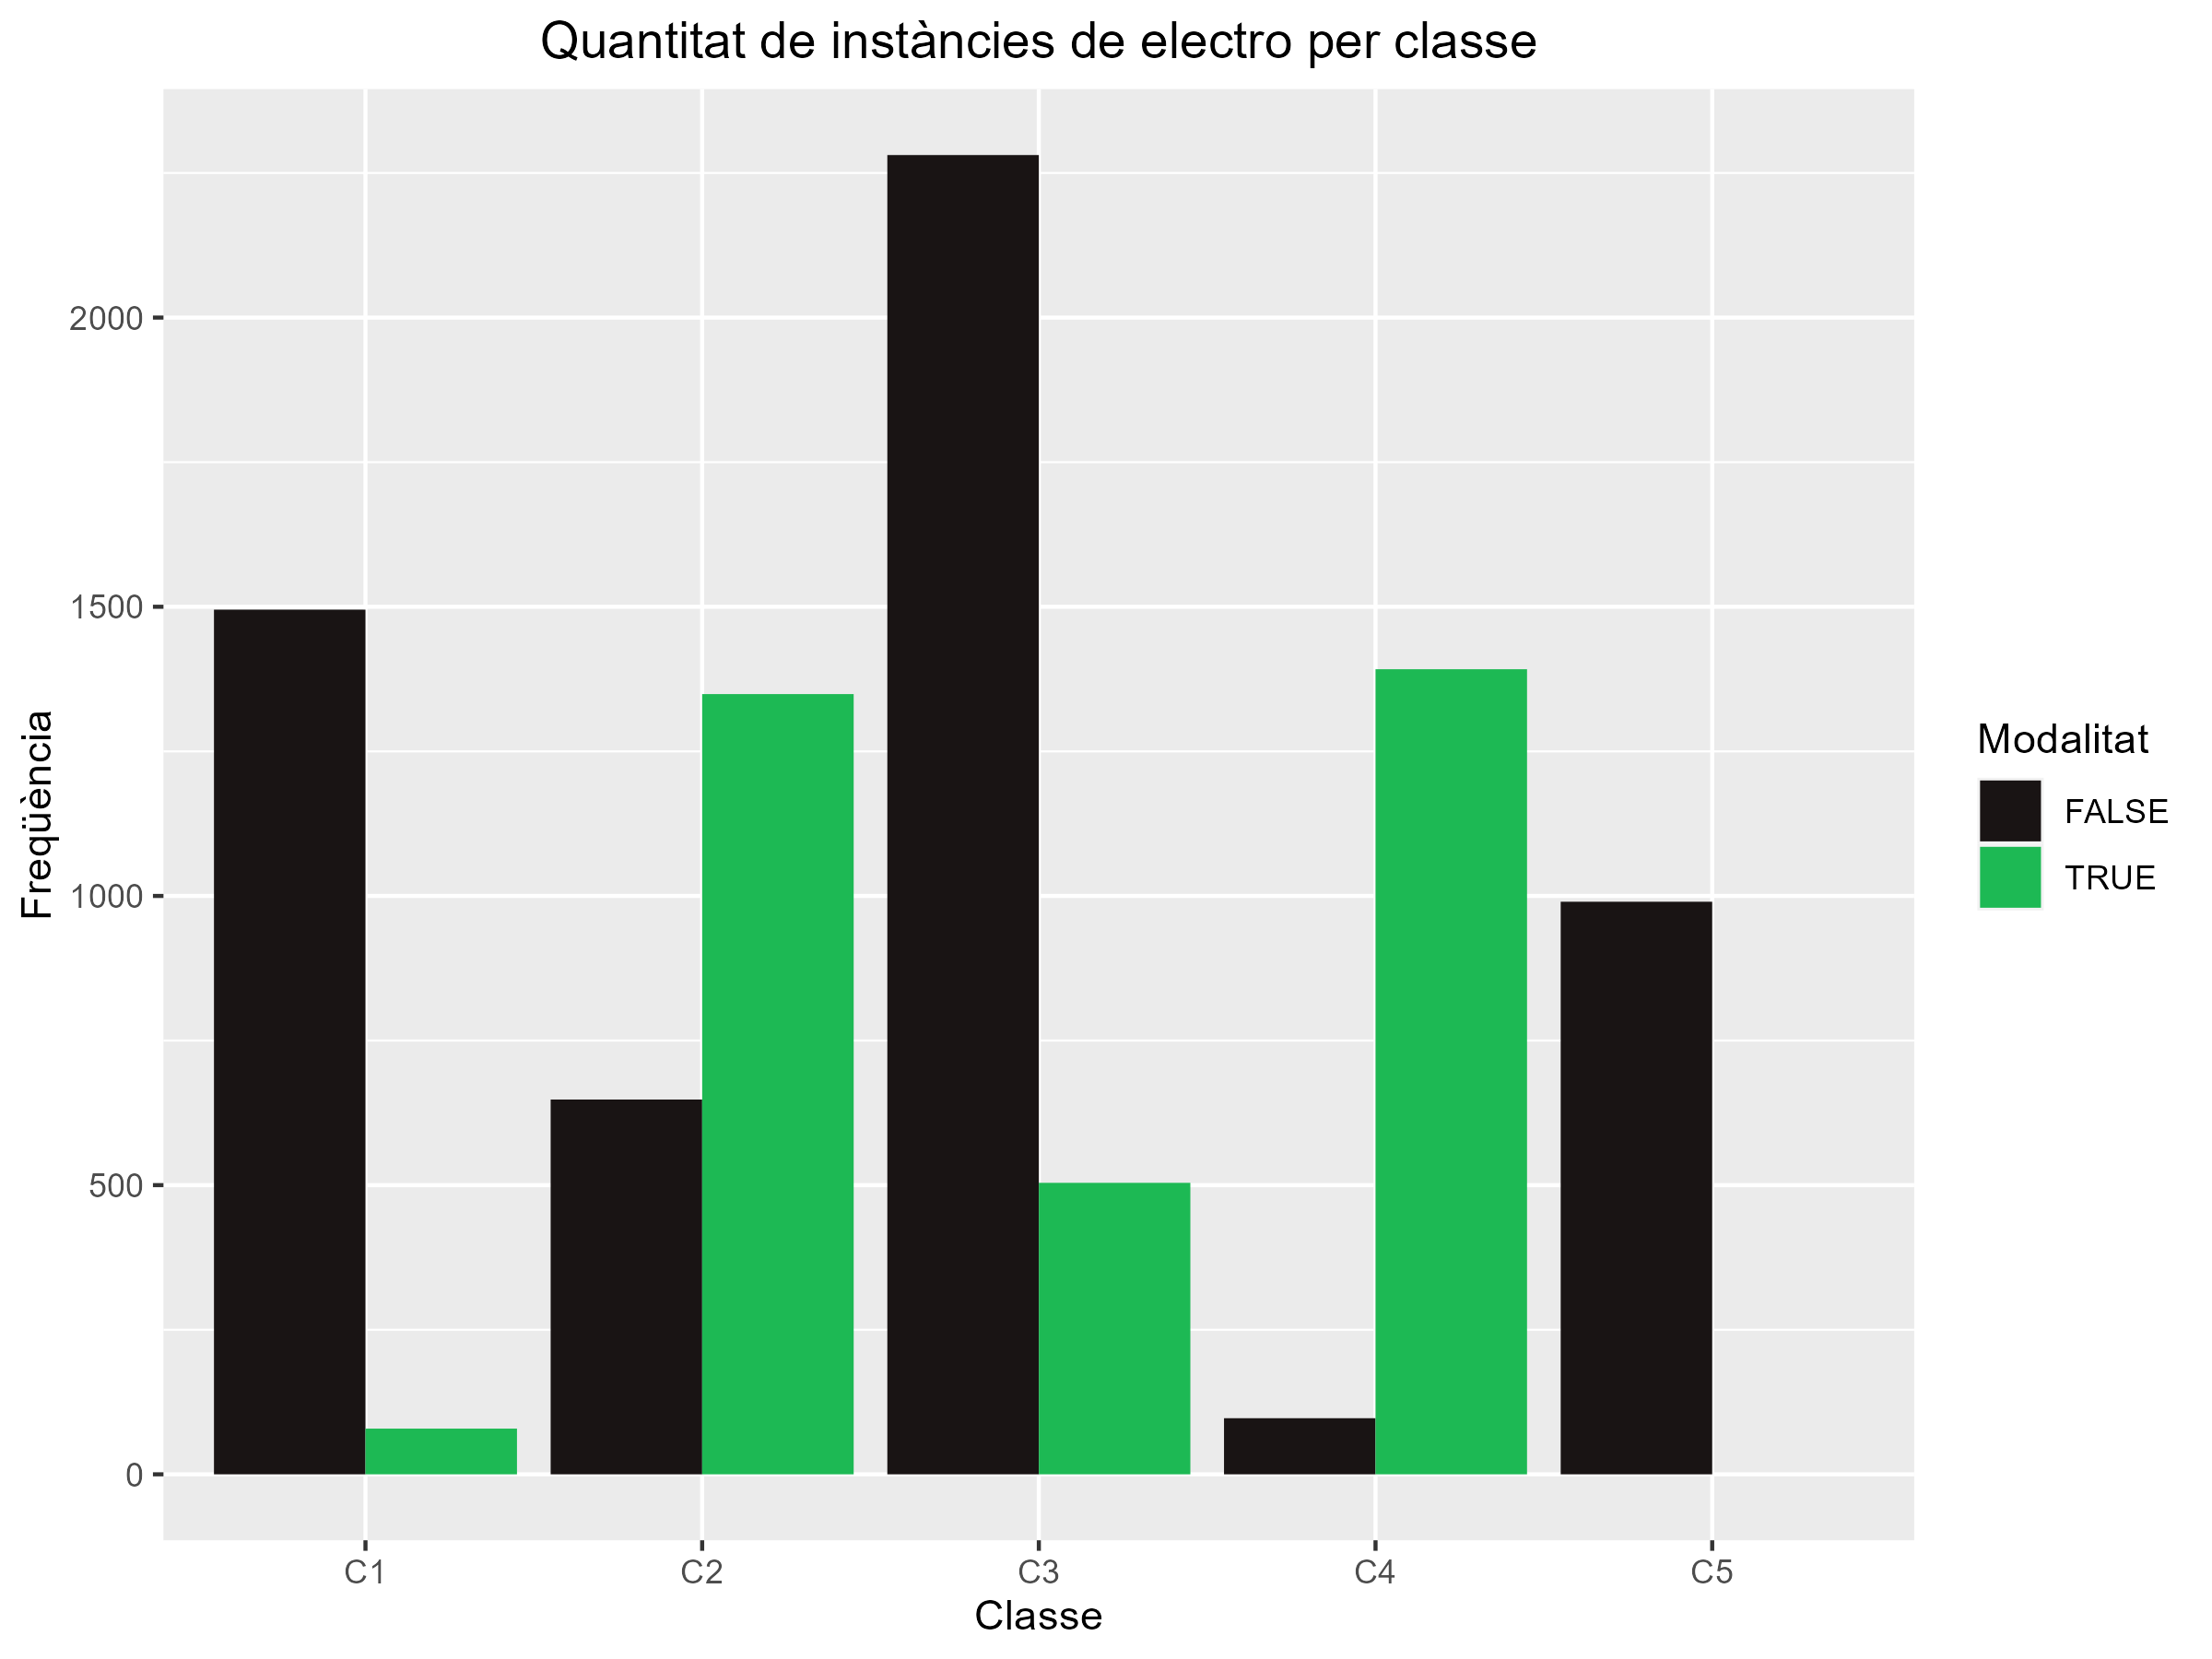 Quantitat de instàncies de electro per classe
Freqüència
2000
1500
1000
500
0
C1 C2 C3 C4 C5
Classe
Modalitat
FALSE
TRUE